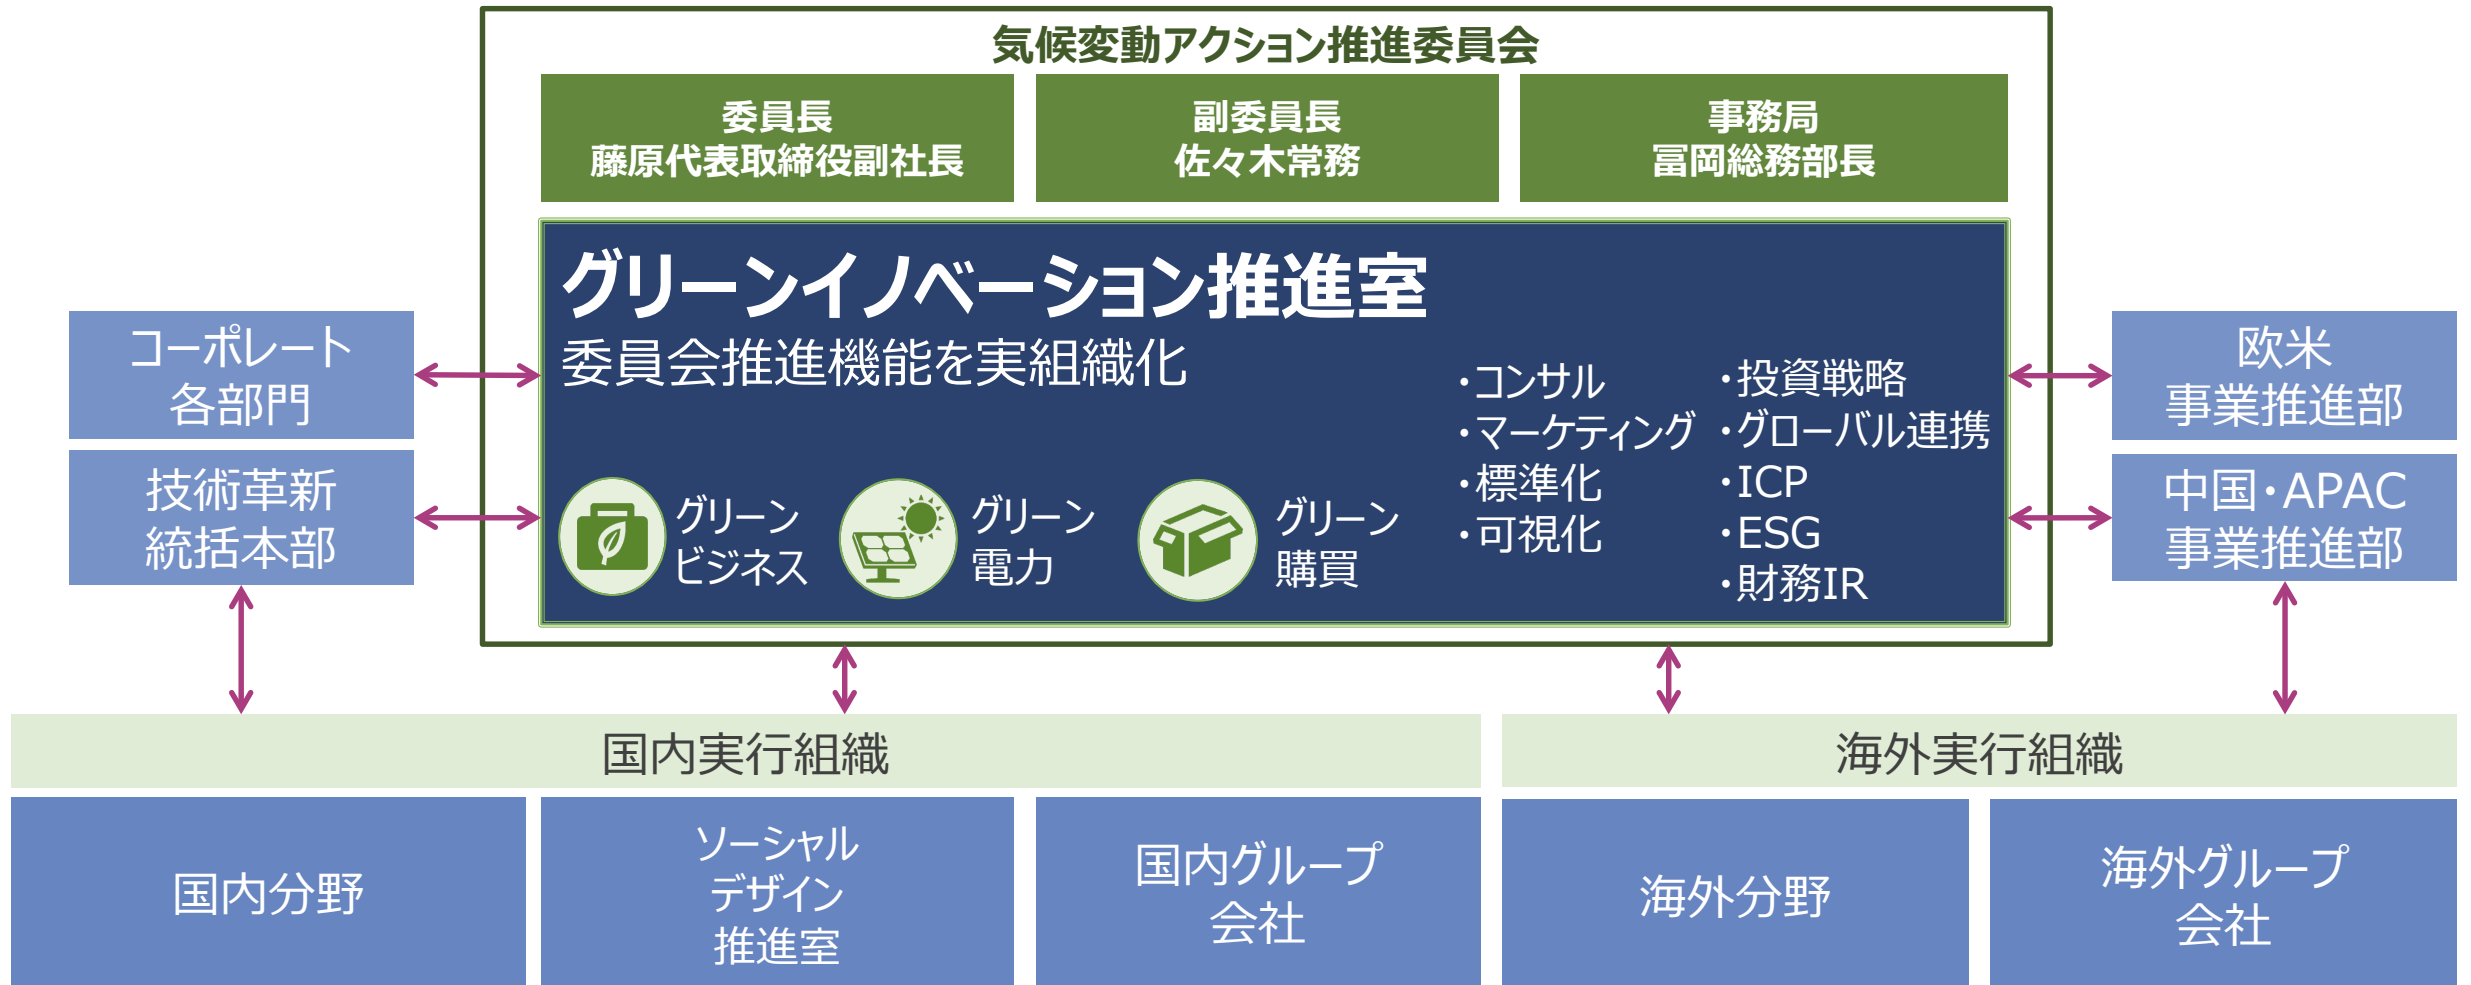 気候変動アクション推進委員会
委員長
藤原代表取締役副社長
副委員長
佐々木常務
事務局
冨岡総務部長
グリーンイノベーション推進室
委員会推進機能を実組織化
グリーン
ビジネス
グリーン
電力
グリーン
購買
・コンサル
・マーケティング
・標準化
・可視化
・投資戦略
・グローバル連携
・ICP
・ESG
・財務IR
コーポレート
各部門
技術革新
統括本部
欧米
事業推進部
中国・APAC
事業推進部
国内実行組織
海外実行組織
国内分野
ソーシャル
デザイン
推進室
国内グループ
会社
海外分野
海外グループ
会社